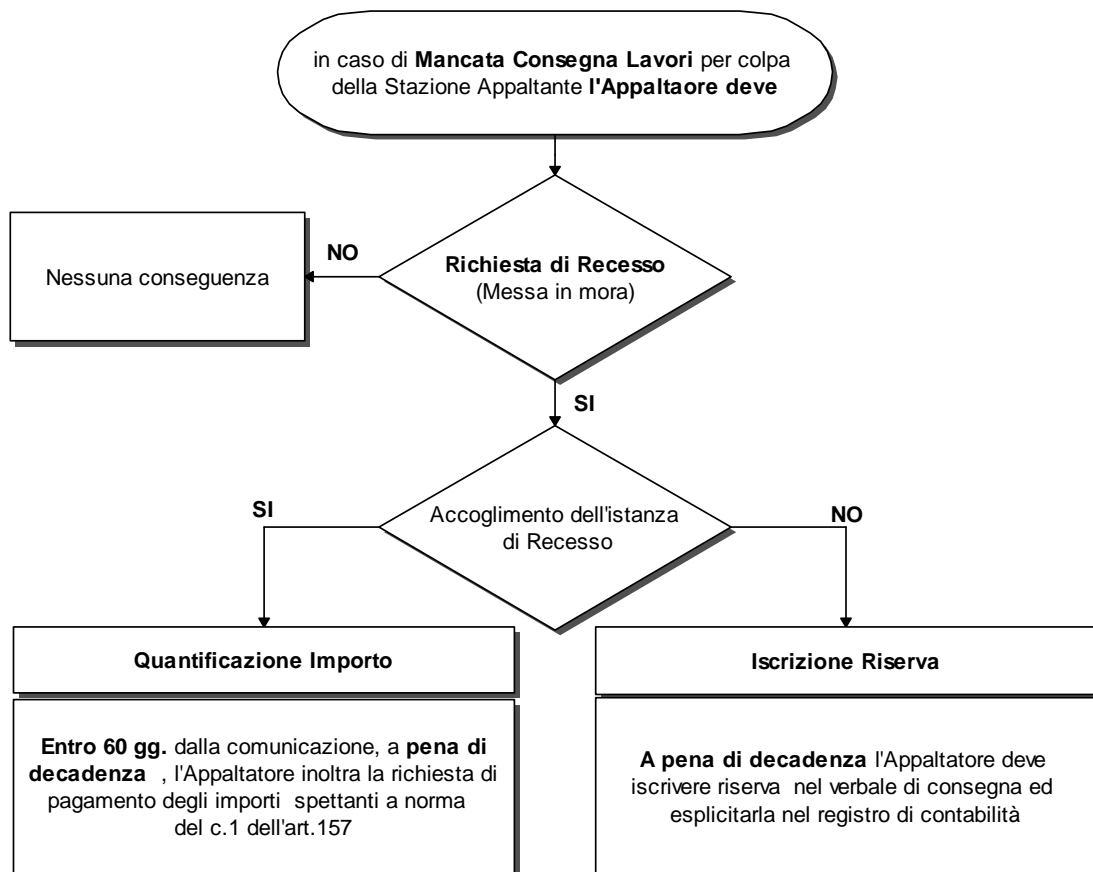 in caso di Mancata Consegna Lavori per colpa
della Stazione Appaltante l'Appaltaore deve
NO
Nessuna conseguenza
Richiesta di Recesso
(Messa in mora)
SI
SI
Accoglimento dell'istanza
di Recesso
NO
Quantificazione Importo
Entro 60 gg. dalla comunicazione, a pena di
decadenza , l'Appaltatore inoltra la richiesta di
pagamento degli importi spettanti a norma
del c.1 dell'art.157
Iscrizione Riserva
A pena di decadenza l'Appaltatore deve
iscrivere riserva nel verbale di consegna ed
esplicitarla nel registro di contabilità